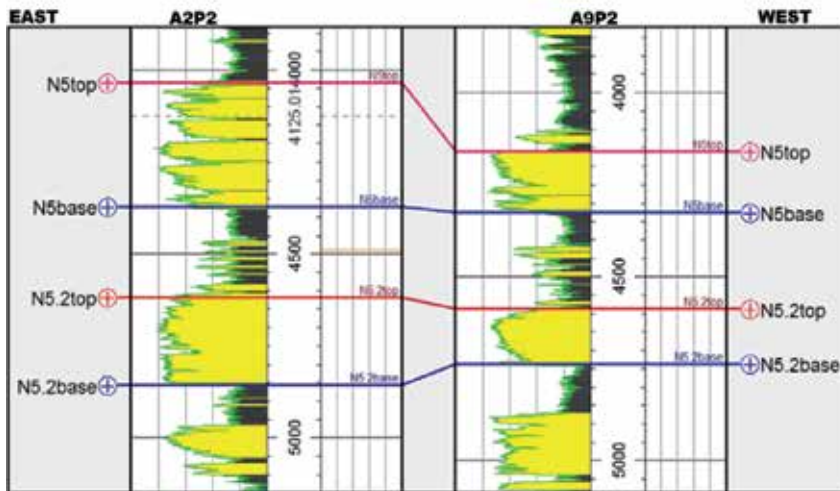 EAST A2P2 A9P2 WEST
N5top N5top N5top N5top
4000
4125.01
4000
N5base N5base N5base N5base
4500
4500
N5.2top N5.2top N5.2top N5.2top
N5.2base N5.2base N5.2base N5.2base
5000
5000